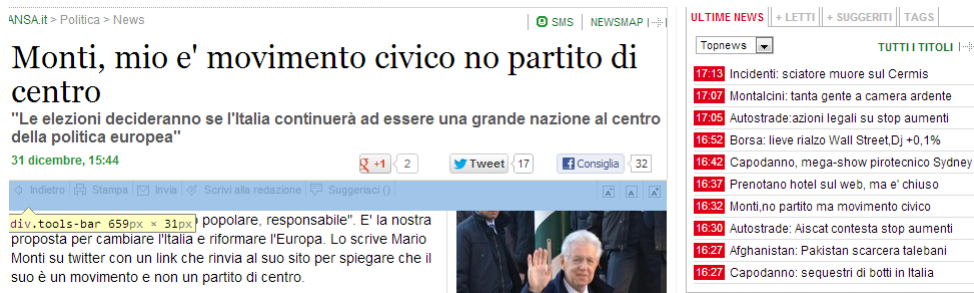 ANSA.it > Politica > News
SMS
NEWSMAP
Monti, mio e' movimento civico no partito di
centro
"Le elezioni decideranno se l'Italia continuerà ad essere una grande nazione al centro
della politica europea"
31 dicembre, 15:44
g +1 2
Tweet 17
Consiglia 32
Indietro Stampa Invia Scrivi alla redazione Suggerisci ()
A A A
div.tools-bar 659px × 31px
popolare, responsabile". E' la nostra
proposta per cambiare l'Italia e riformare l'Europa. Lo scrive Mario
Monti su twitter con un link che rinvia al suo sito per spiegare che il
suo è un movimento e non un partito di centro.
ULTIME NEWS + LETTI + SUGGERITI TAGS
Topnews
TUTTI I TITOLI
17:13 Incidenti: sciatore muore sul Cermis
17:07 Montalcini: tanta gente a camera ardente
17:05 Autostrade:azioni legali su stop aumenti
16:52 Borsa: lieve rialzo Wall Street,Dj +0,1%
16:42 Capodanno, mega-show pirotecnico Sydney
16:37 Prenotano hotel sul web, ma e' chiuso
16:32 Monti,no partito ma movimento civico
16:30 Autostrade: Aiscat contesta stop aumenti
16:27 Afghanistan: Pakistan scarcera talebani
16:27 Capodanno: sequestri di botti in Italia